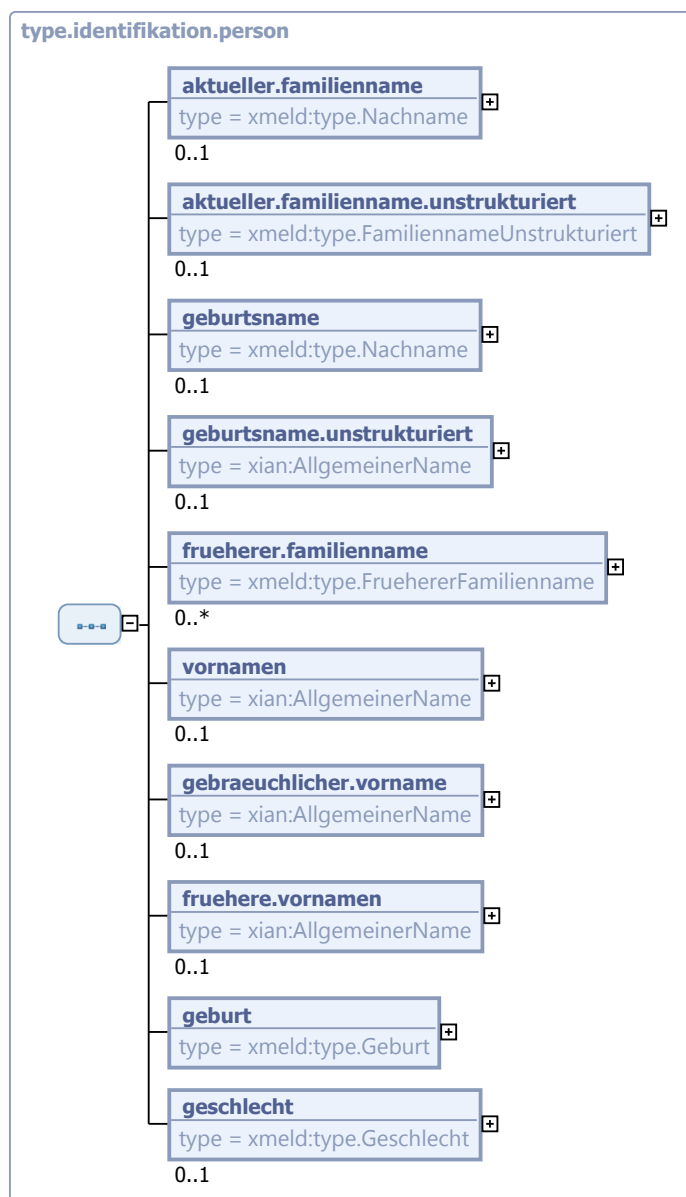 type.identifikation.person
aktueller.familienname
type = xmeld:type.Nachname
0..1
aktueller.familienname.unstrukturiert
type = xmeld:type.FamiliennameUnstrukturiert
0..1
geburtsname
type = xmeld:type.Nachname
0..1
geburtsname.unstrukturiert
type = xian:AllgemeinerName
0..1
frueherer.familienname
type = xmeld:type.FruehererFamilienname
0..*
vornamen
type = xian:AllgemeinerName
0..1
gebraeuchlicher.vorname
type = xian:AllgemeinerName
0..1
fruehere.vornamen
type = xian:AllgemeinerName
0..1
geburt
type = xmeld:type.Geburt
geschlecht
type = xmeld:type.Geschlecht
0..1